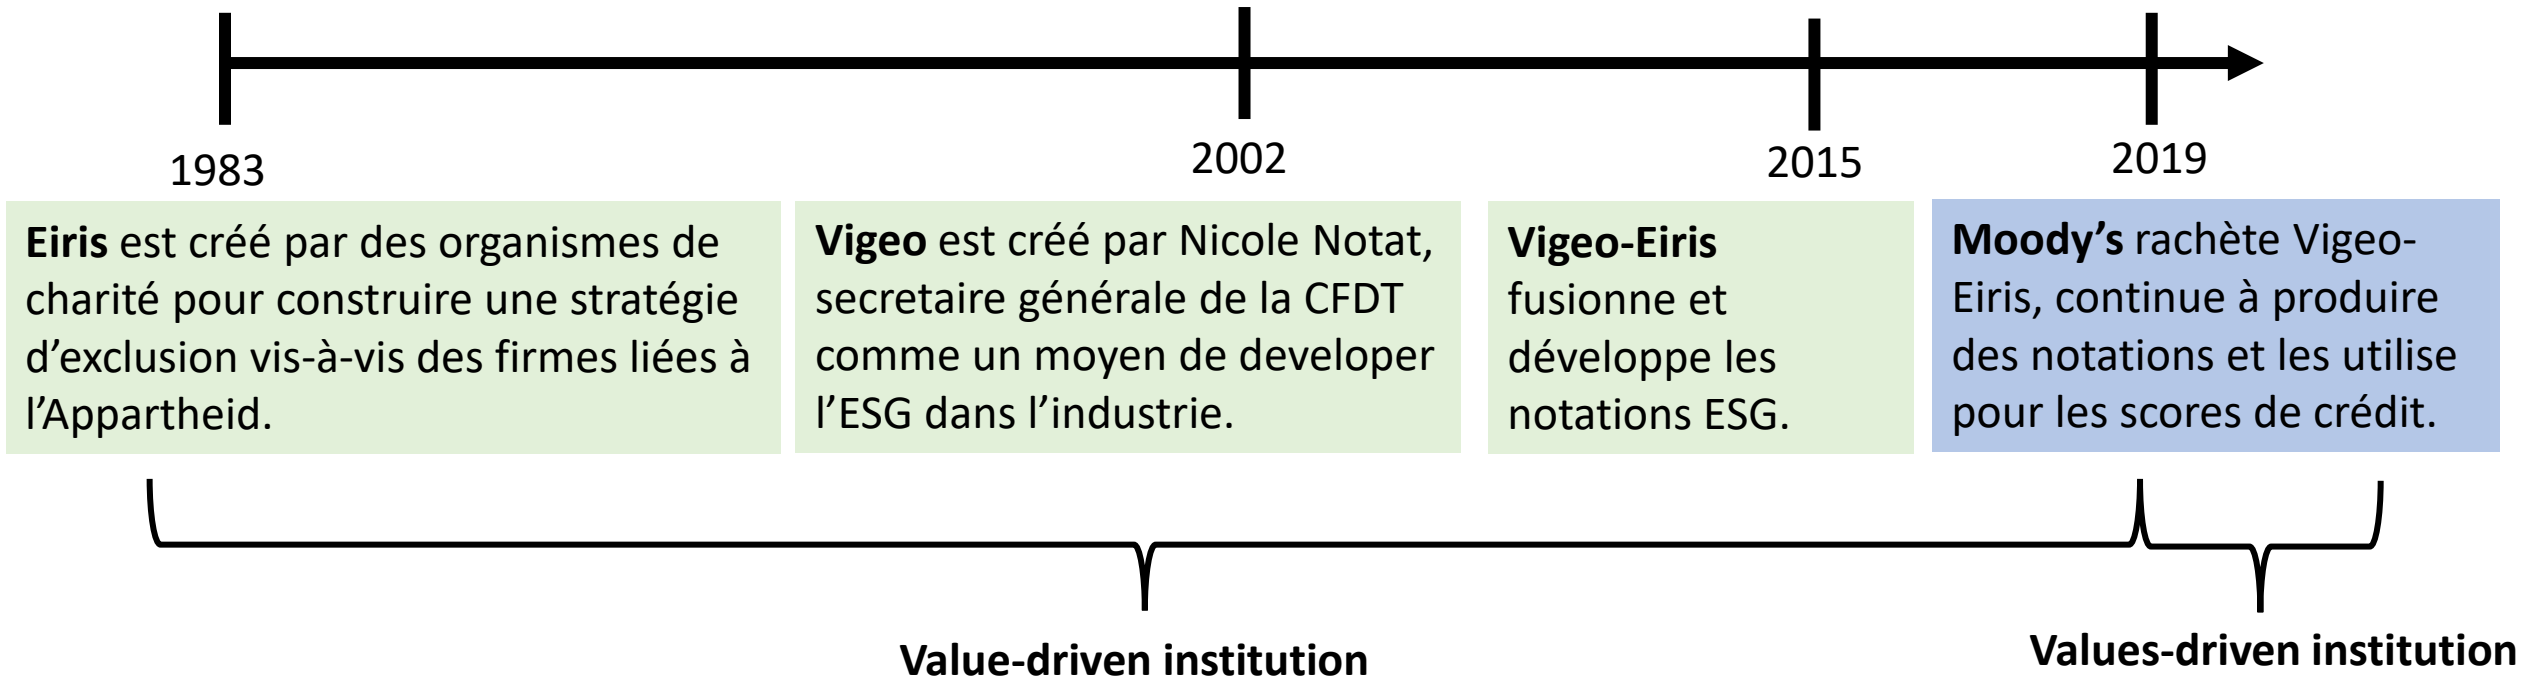 1983
2002
2015
2019
Eiris est créé par des organismes de
charité pour construire une stratégie
d’exclusion vis-à-vis des firmes liées à
l’Appartheid.
Vigeo est créé par Nicole Notat,
secretaire générale de la CFDT
comme un moyen de developer
l’ESG dans l’industrie.
Vigeo-Eiris
fusionne et
développe les
notations ESG.
Moody’s rachète Vigeo-
Eiris, continue à produire
des notations et les utilise
pour les scores de crédit.
Value-driven institution
Values-driven institution